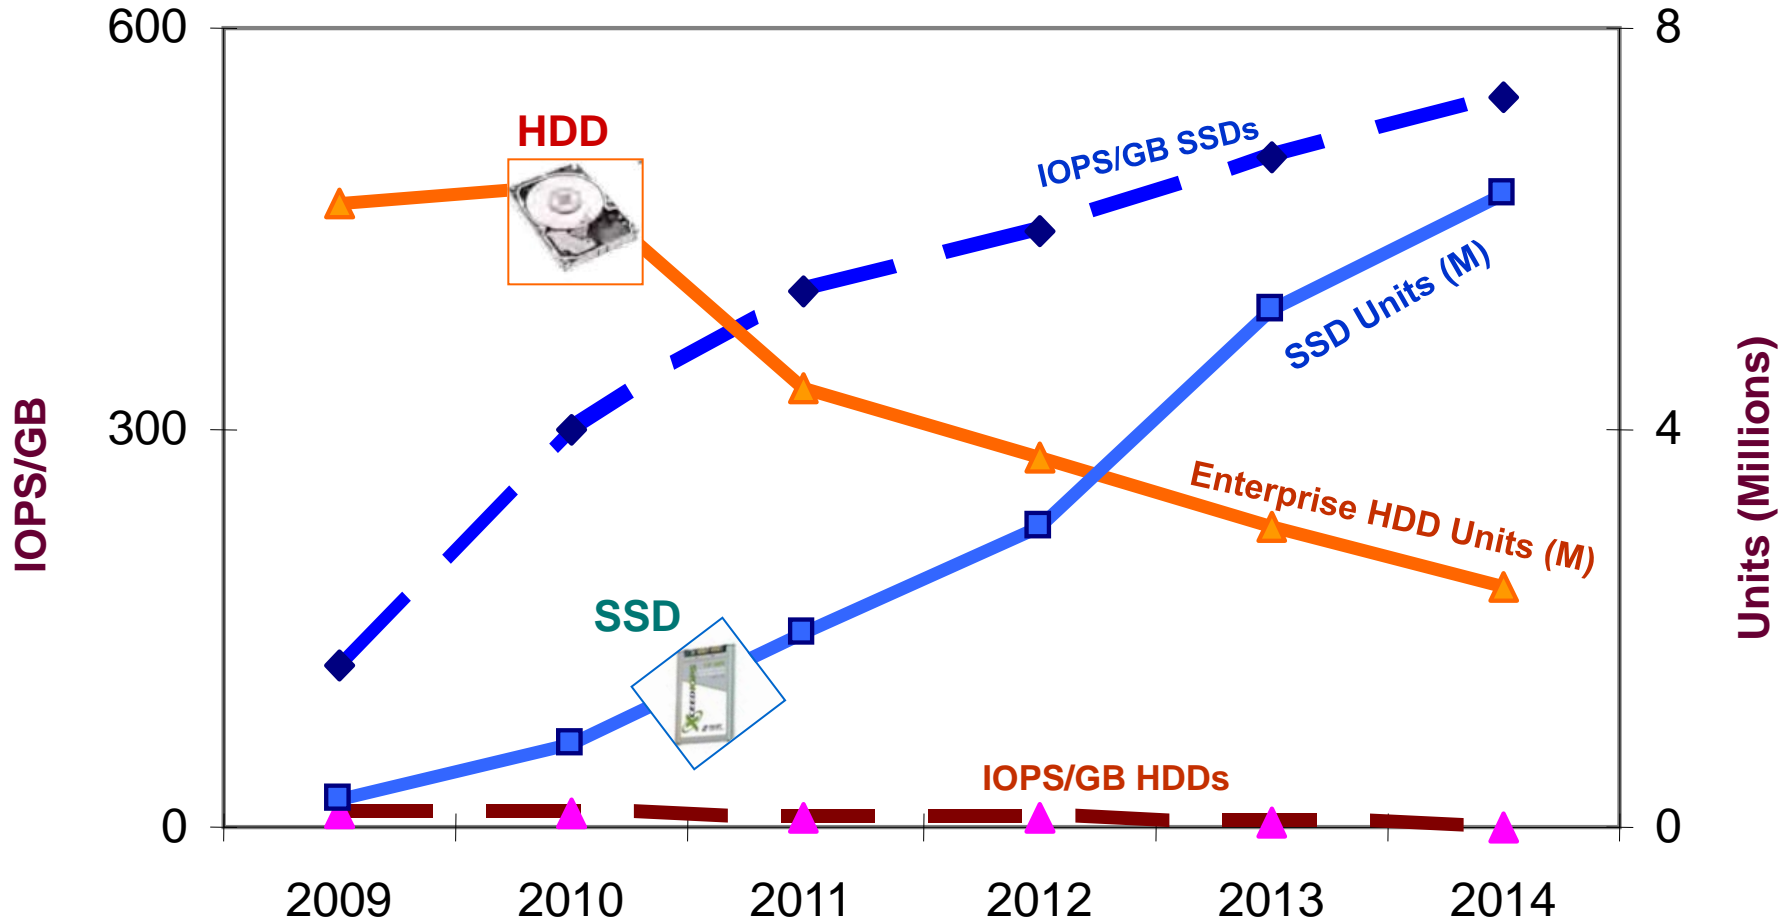 600
8
HDD
IOPS/GB SSDs
SSD Units (M)
IOPS/GB
300
4
Units (Millions)
Enterprise HDD Units (M)
SSD
IOPS/GB HDDs
0
0
2009
2010
2011
2012
2013
2014